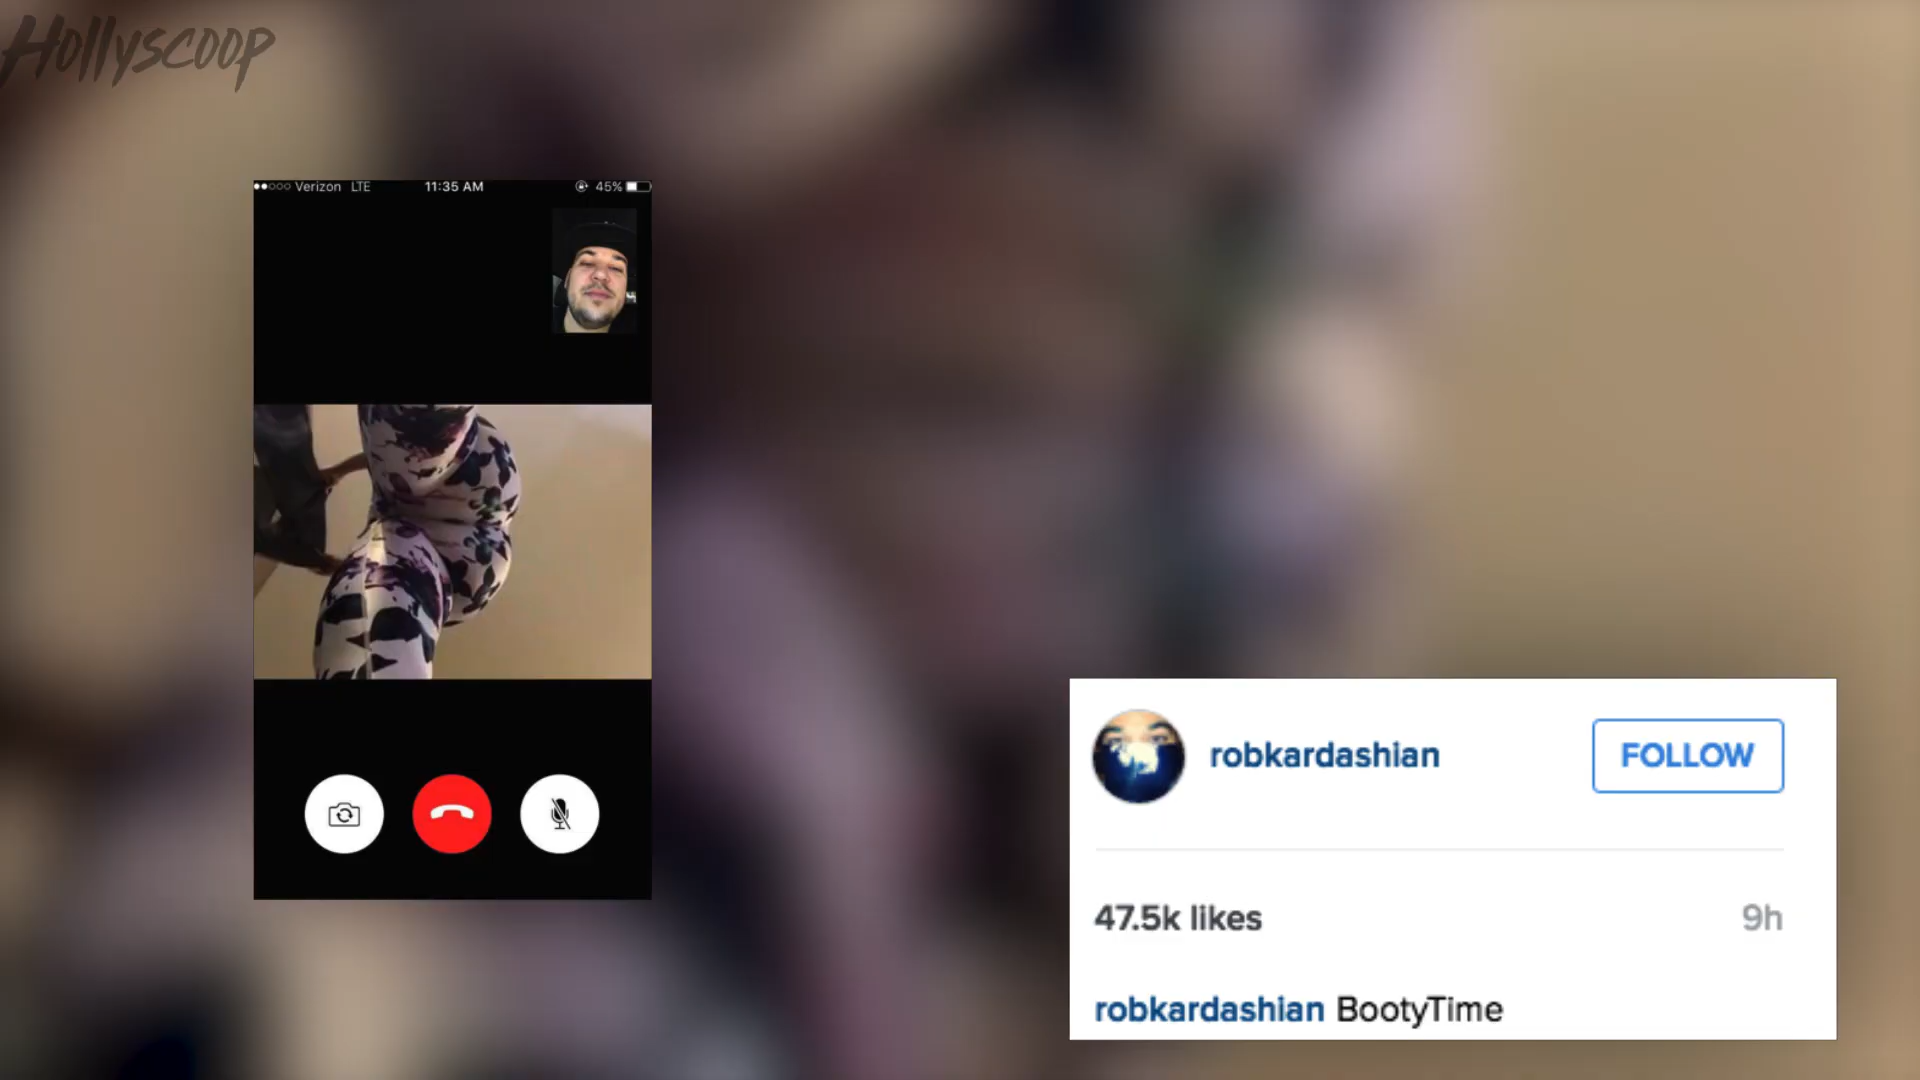 Hollyscoop
Verizon LTE 11:35 AM 45%
robkardashian FOLLOW
47.5k likes 9h
robkardashian BootyTime